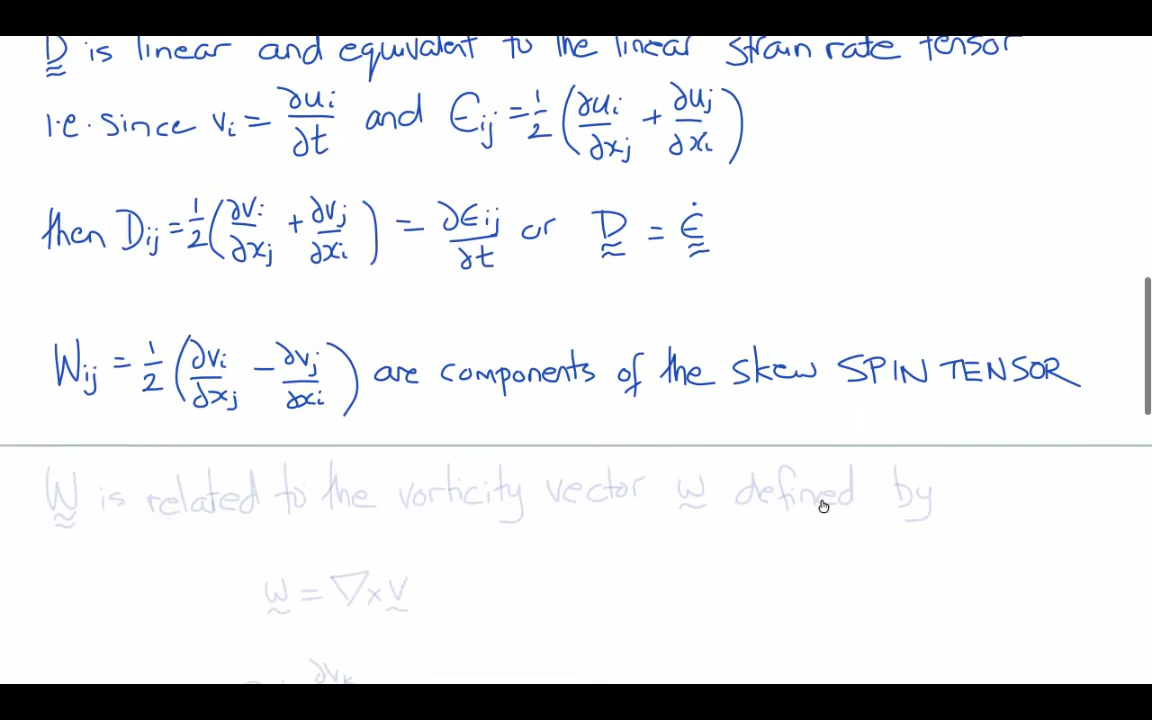 D is linear and equivalent to the linear strain rate tensor
i.e. since vᵢ = ∂uᵢ/∂t and ϵᵢⱼ = 1/2 (∂uᵢ/∂xⱼ + ∂uⱼ/∂xᵢ)
then Dᵢⱼ = 1/2 (∂vᵢ/∂xⱼ + ∂vⱼ/∂xᵢ) = ∂ϵᵢⱼ/∂t or D = ϵ̇
Wᵢⱼ = 1/2 (∂vᵢ/∂xⱼ − ∂vⱼ/∂xᵢ) are components of the skew SPIN TENSOR
W is related to the vorticity vector w defined by
w = ∇ × v
∂vₖ